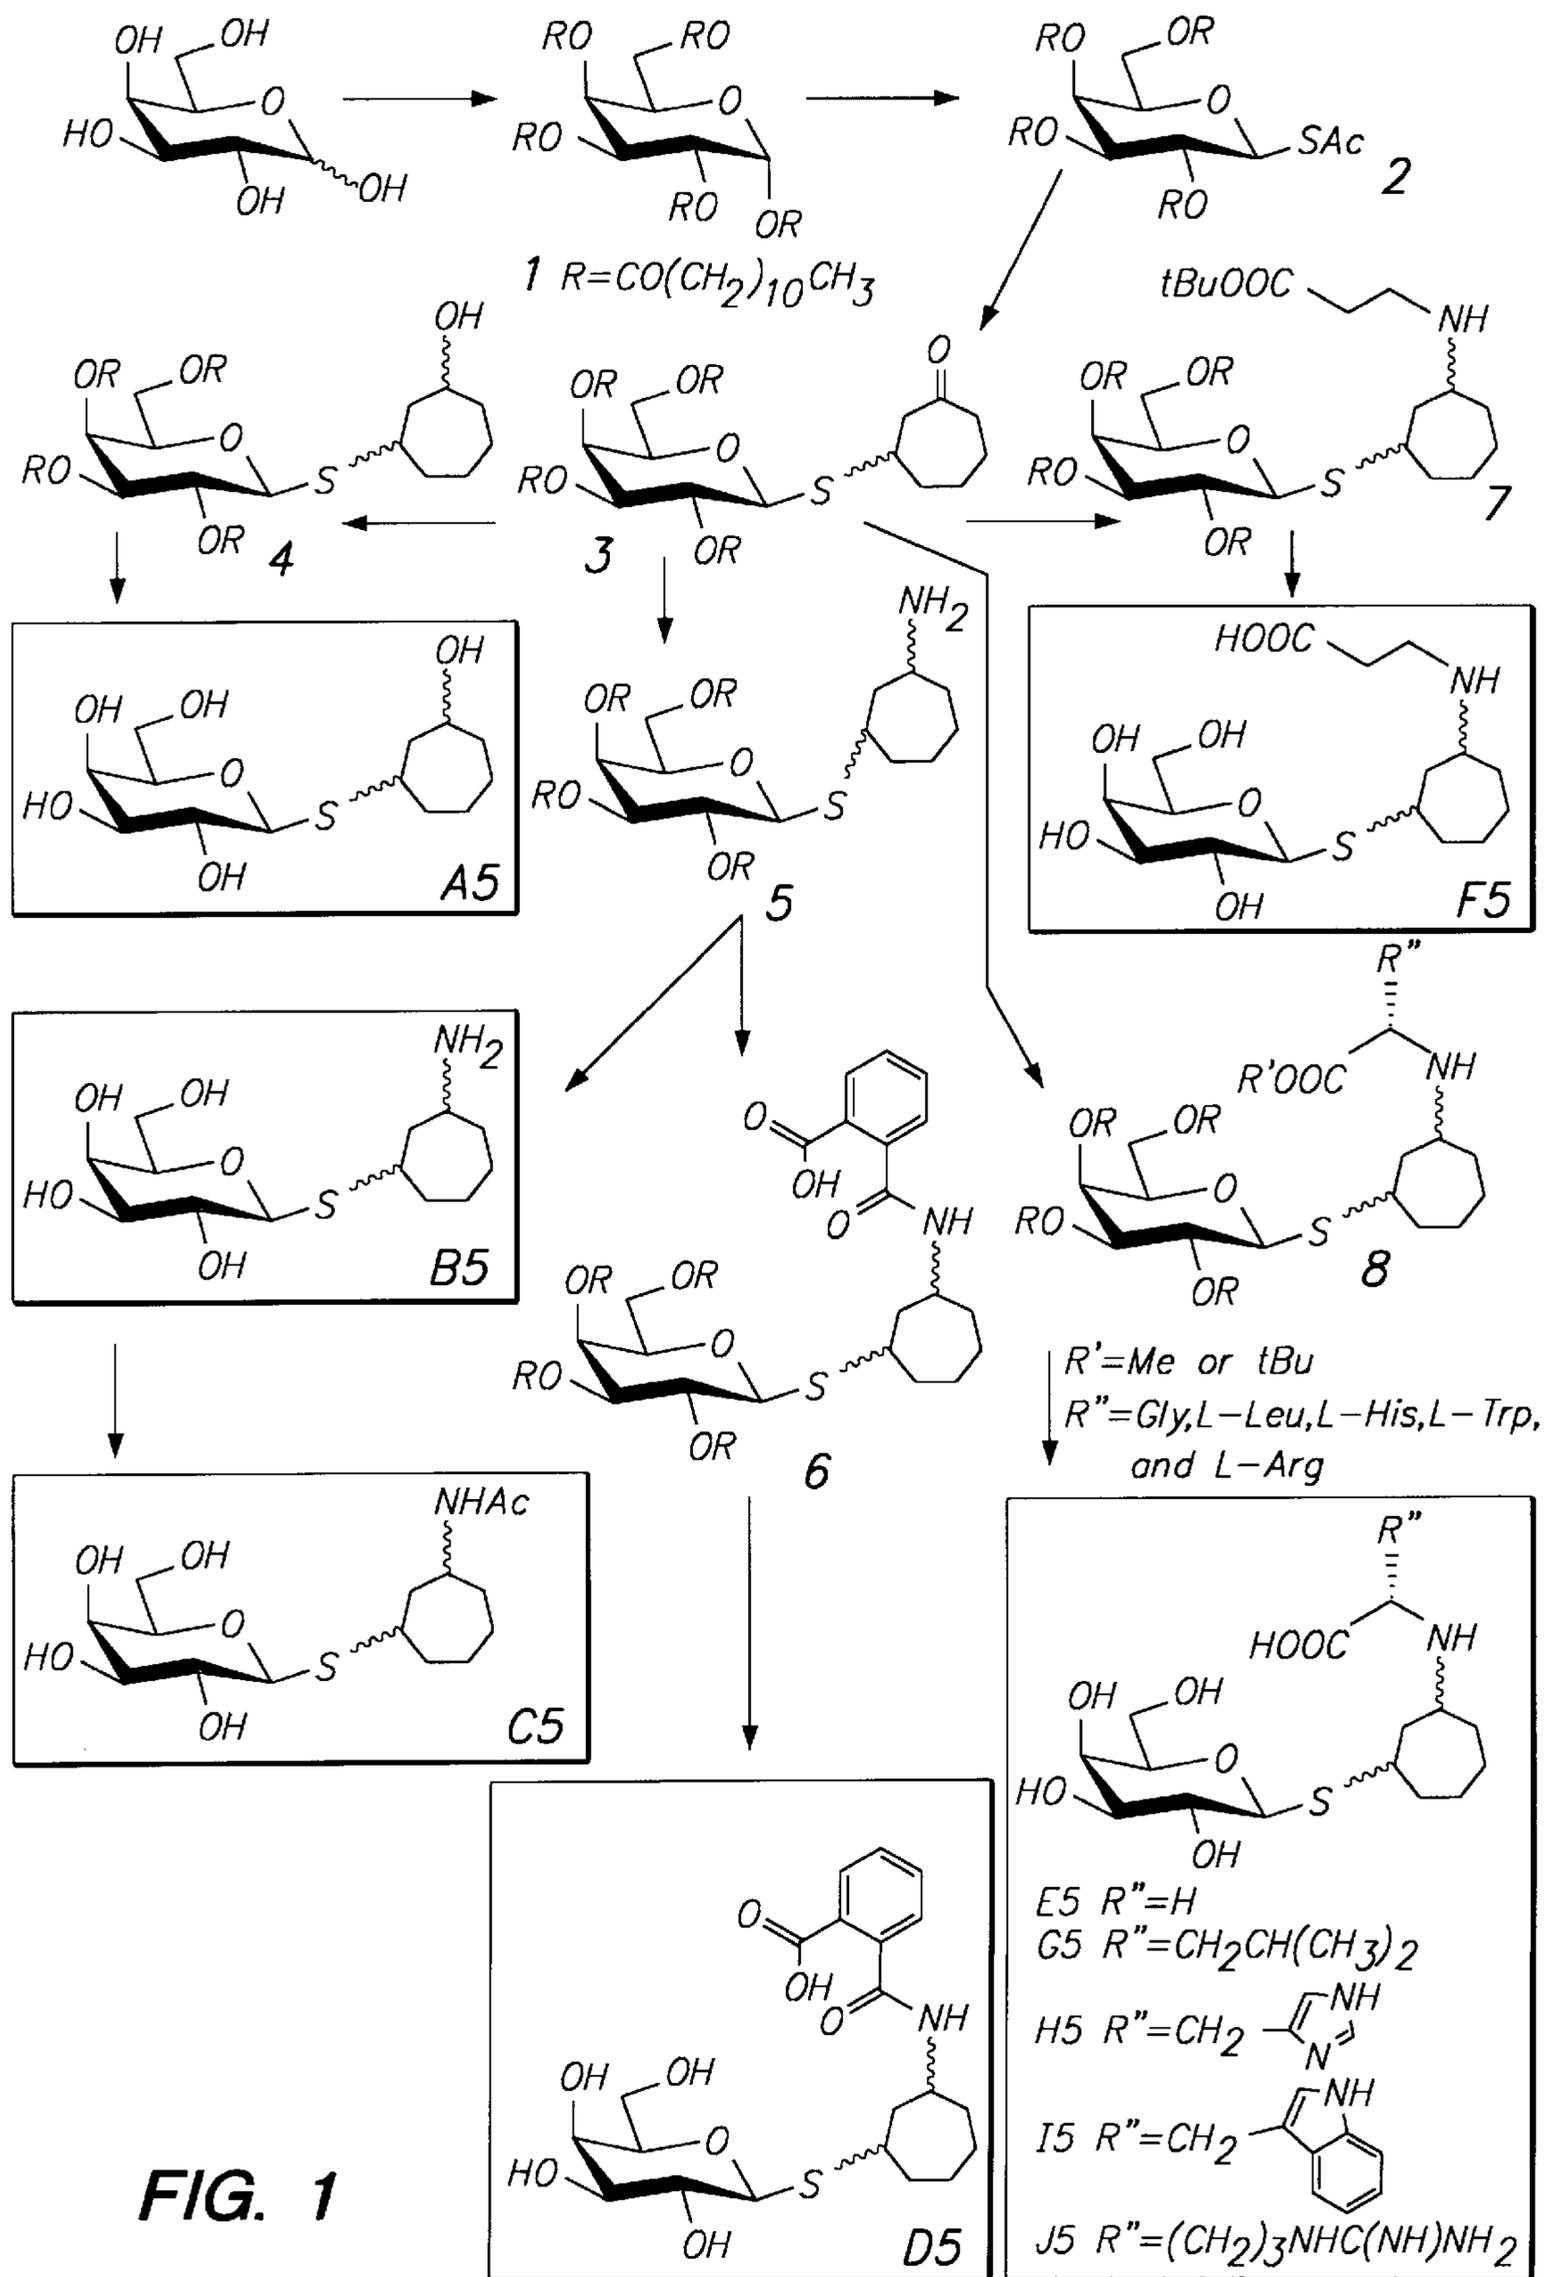 OH OH RO RO RO OR
HO O OH OH RO O RO OR RO O SAc RO 2
1 R=CO(CH2)10CH3
tBuOOC NH
OH O
OR OR OR OR OR OR
RO O S OR 4 RO O S OR 3 RO O S OR 7
NH2
OH HOOC NH
OH OH OR OR OH OH
HO O S OH A5 RO O S OR 5 HO O S OH F5
R"
R'OOC NH
NH2
OH OH
HO O S OH B5
O OH O NH
OR OR
RO O S OR 6
OR OR
RO O S OR 8
R'=Me or tBu
R"=Gly,L-Leu,L-His,L-Trp,
and L-Arg
NHAc
OH OH
HO O S OH C5
R"
HOOC NH
OH OH
HO O S OH
E5 R"=H
G5 R"=CH2CH(CH3)2
H5 R"=CH2 NH N
I5 R"=CH2 NH
J5 R"=(CH2)3NHC(NH)NH2
O OH O NH
OH OH
HO O S OH D5
FIG. 1